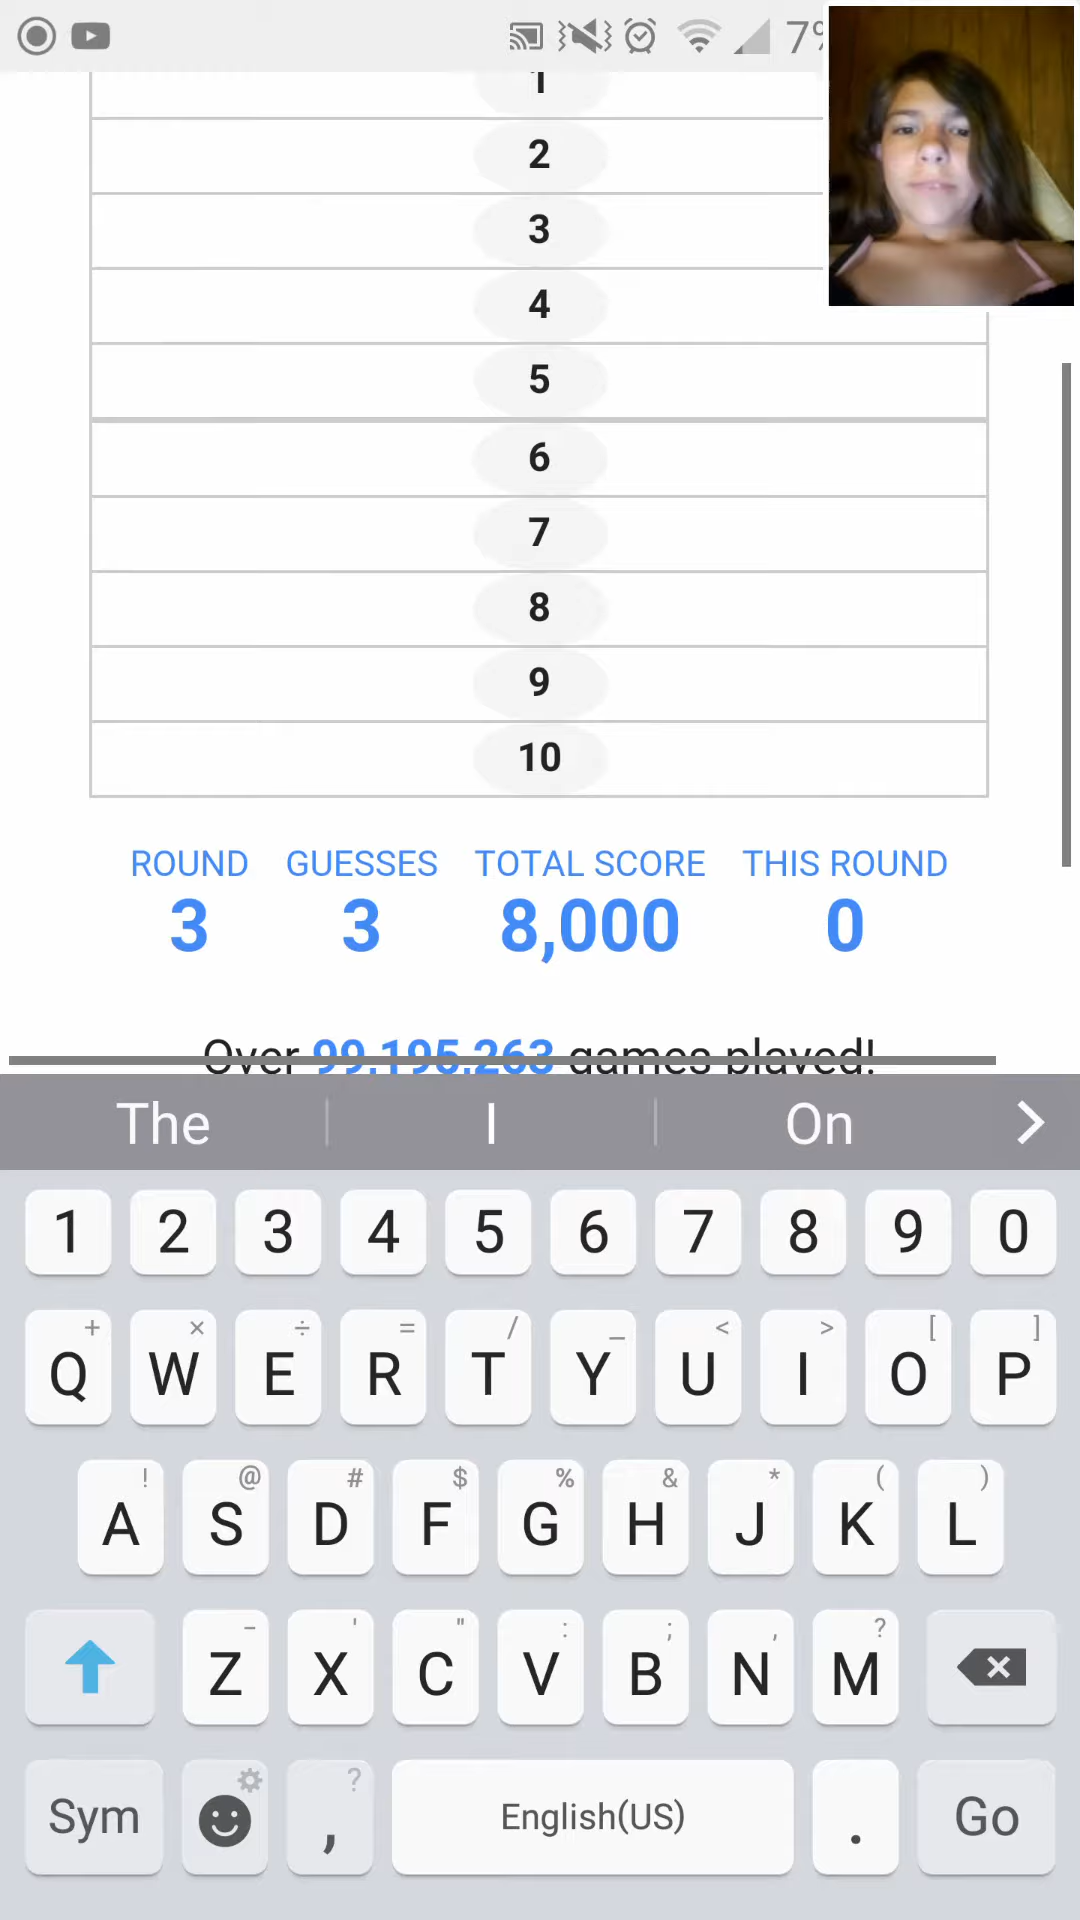 7%
1
2
3
4
5
6
7
8
9
10
ROUND GUESSES TOTAL SCORE THIS ROUND
3 3 8,000 0
Over 99,195,263 games played!
The I On
1 2 3 4 5 6 7 8 9 0
+ × ÷ = / _ < > [ ]
Q W E R T Y U I O P
! @ # $ % & * ( )
A S D F G H J K L
- ' " : ; , ?
Z X C V B N M
?
Sym , English(US) . Go